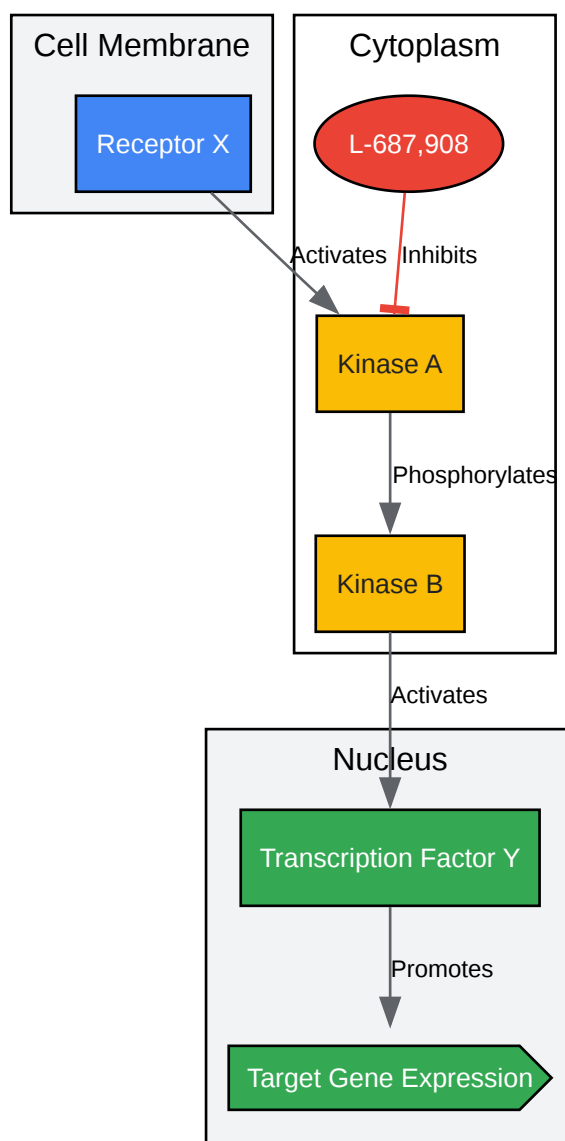 Cell Membrane
Cytoplasm
Receptor X
L-687,908
Activates
Inhibits
Kinase A
Phosphorylates
Kinase B
Activates
Nucleus
Transcription Factor Y
Promotes
Target Gene Expression